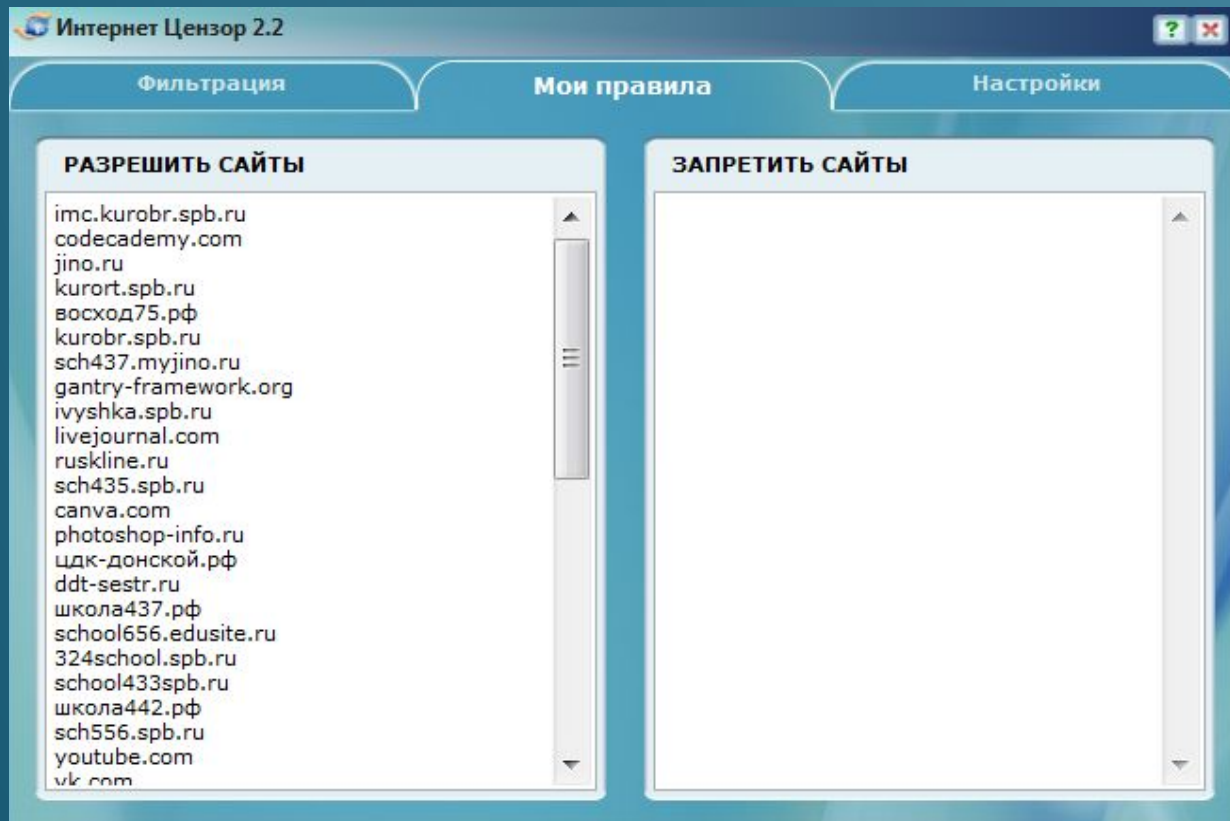 Интернет Цензор 2.2
Фильтрация
Мои правила
Настройки
РАЗРЕШИТЬ САЙТЫ
imc.kurobr.spb.ru
codecademy.com
jino.ru
kurort.spb.ru
восход75.рф
kurobr.spb.ru
sch437.myjino.ru
gantry-framework.org
ivyshka.spb.ru
livejournal.com
ruskline.ru
sch435.spb.ru
canva.com
photoshop-info.ru
цдк-донской.рф
ddt-sestr.ru
школа437.рф
school656.edusite.ru
324school.spb.ru
school433spb.ru
школа442.рф
sch556.spb.ru
youtube.com
vk.com
ЗАПРЕТИТЬ САЙТЫ